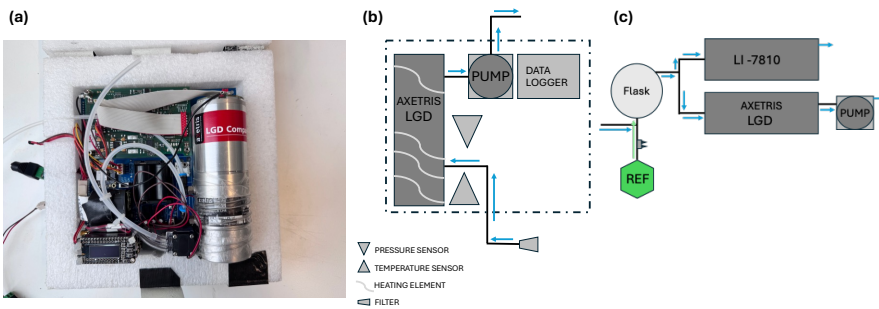 (a)
a etris
LGD Comp
(b)
PUMP
DATA
LOGGER
AXETRIS
LGD
PRESSURE SENSOR
TEMPERATURE SENSOR
HEATING ELEMENT
FILTER
(c)
LI -7810
Flask
AXETRIS
LGD
PUMP
REF